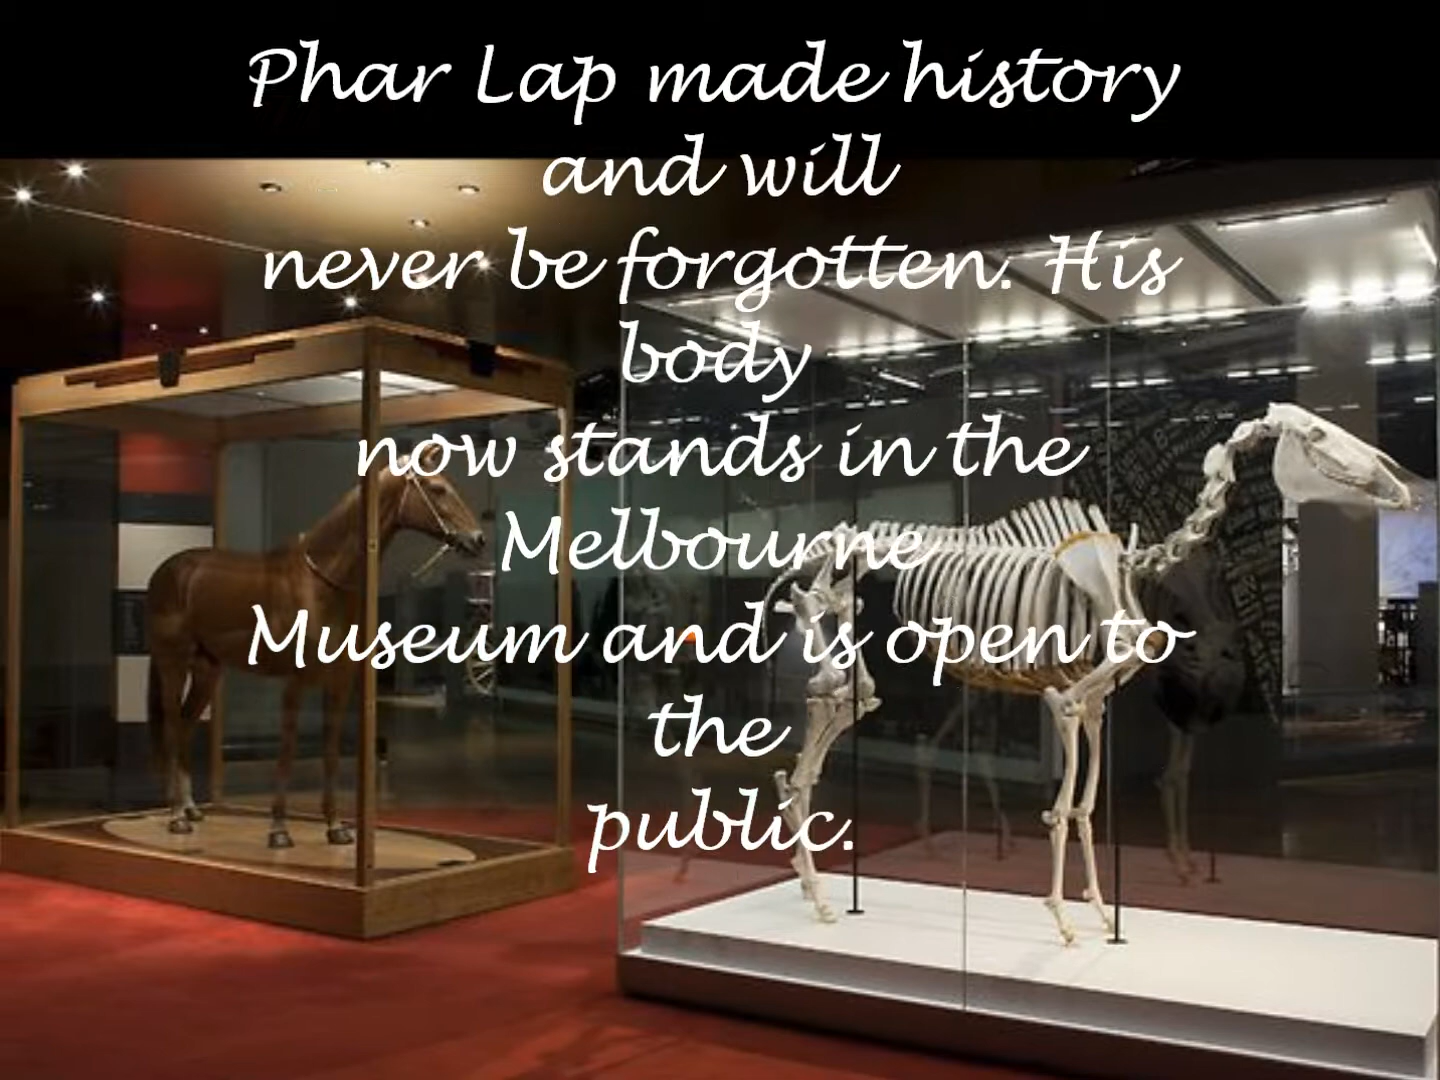 Phar Lap made history
and will
never be forgotten. His
body
now stands in the
Melbourne
Museum and is open to
the
public.